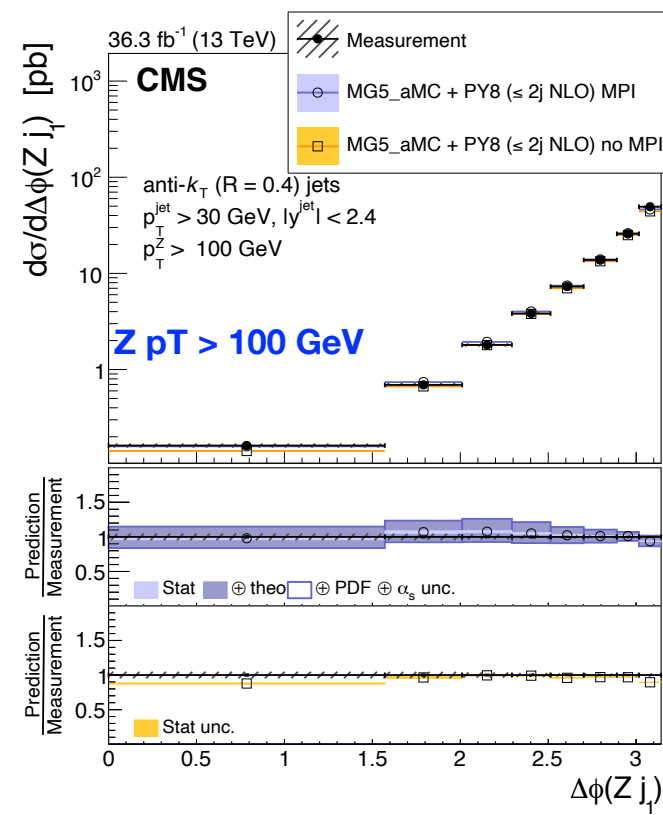 36.3 fb⁻¹ (13 TeV)
CMS
Measurement
MG5_aMC + PY8 (≤ 2j NLO) MPI
MG5_aMC + PY8 (≤ 2j NLO) no MPI
anti-k_T (R = 0.4) jets
p_T^jet > 30 GeV, |y^jet| < 2.4
p_T^Z > 100 GeV
Z pT > 100 GeV
dσ/dΔϕ(Z j₁) [pb]
10³
10²
10
1
Prediction
Measurement
1.5
1
0.5
Stat ⊕ theo ⊕ PDF ⊕ α_s unc.
Prediction
Measurement
1.5
1
0.5
Stat unc.
0 0.5 1 1.5 2 2.5 3
Δϕ(Z j₁)